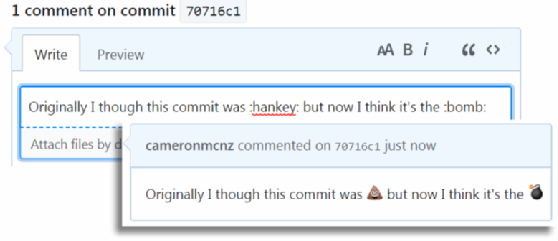 1 comment on commit 70716c1
Write Preview AA B i “ <>
Originally I though this commit was :hankey: but now I think it's the :bomb:
Attach files by d
cameronmcnz commented on 70716c1 just now
Originally I though this commit was 💩 but now I think it's the 💣